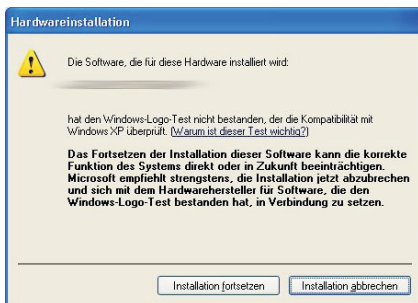 Hardwareinstallation
Die Software, die für diese Hardware installiert wird:
hat den Windows-Logo-Test nicht bestanden, der die Kompatibilität mit
Windows XP überprüft. (Warum ist dieser Test wichtig?)
Das Fortsetzen der Installation dieser Software kann die korrekte
Funktion des Systems direkt oder in Zukunft beeinträchtigen.
Microsoft empfiehlt strengstens, die Installation jetzt abzubrechen
und sich mit dem Hardwarehersteller für Software, die den
Windows-Logo-Test bestanden hat, in Verbindung zu setzen.
Installation fortsetzen
Installation abbrechen